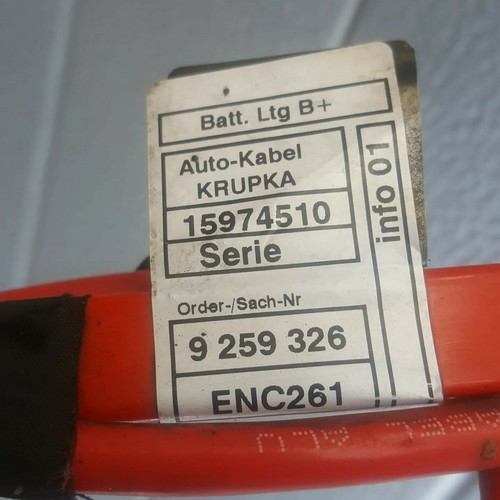 Batt. Ltg B+
Auto-Kabel
KRUPKA
15974510
Serie
info 01
Order-/Sach-Nr
9 259 326
ENC261